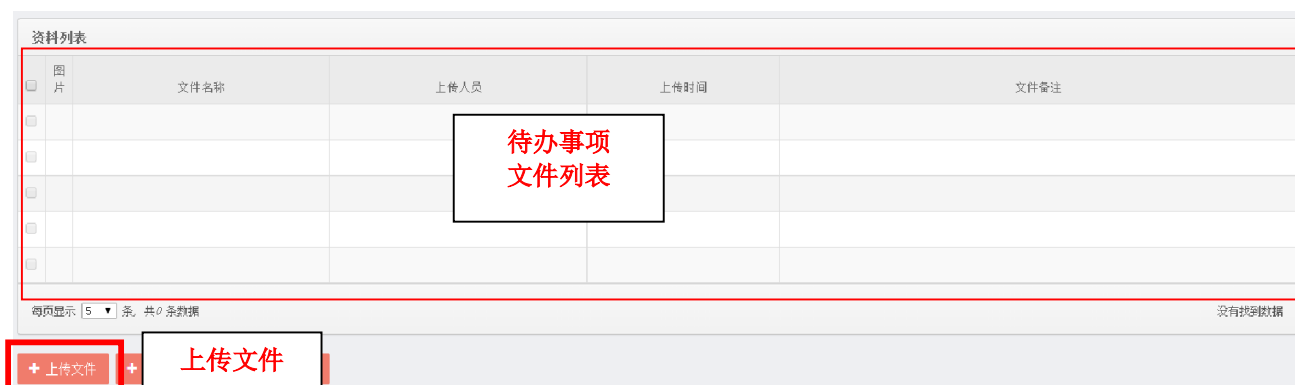 资料列表
图片 文件名称 上传人员 上传时间 文件备注
待办事项
文件列表
每页显示 5 条，共0 条数据 没有找到数据
+ 上传文件 +
上传文件